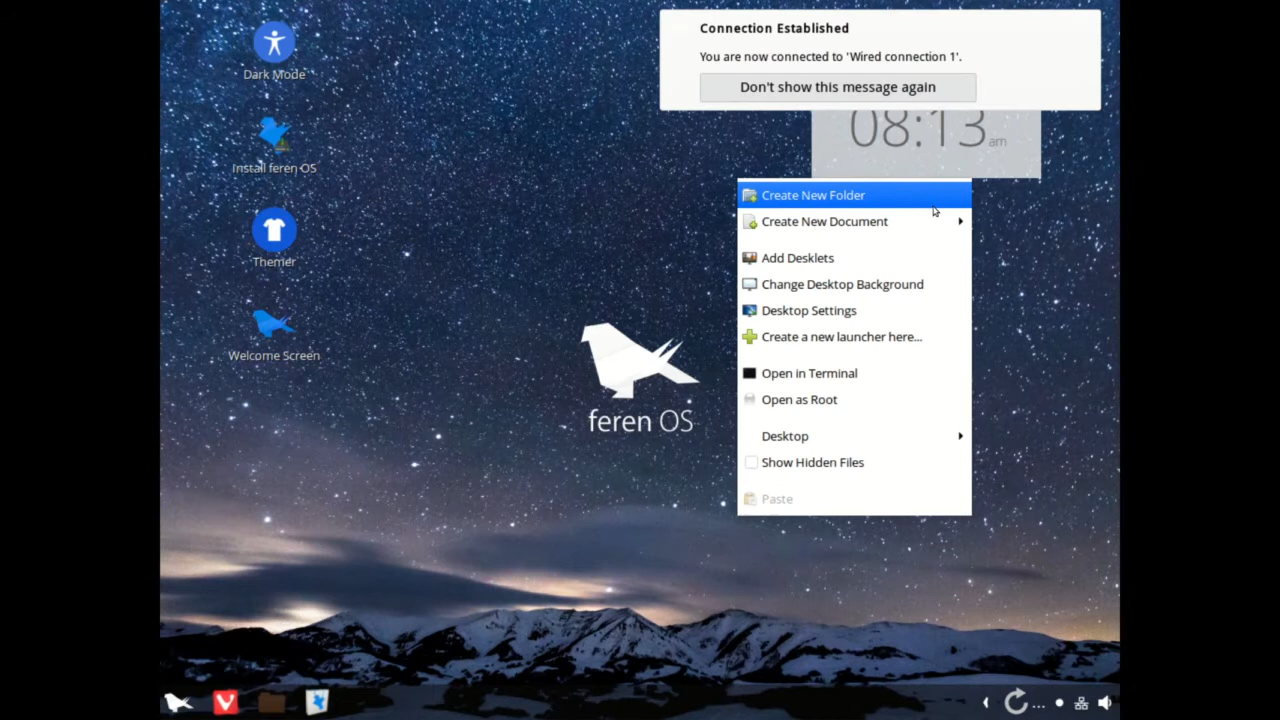 Dark Mode
Install feren OS
Themer
Welcome Screen
Connection Established
You are now connected to 'Wired connection 1'.
Don't show this message again
08:13 am
Create New Folder
Create New Document
Add Desklets
Change Desktop Background
Desktop Settings
Create a new launcher here...
Open in Terminal
Open as Root
Desktop
Show Hidden Files
Paste
feren OS
...